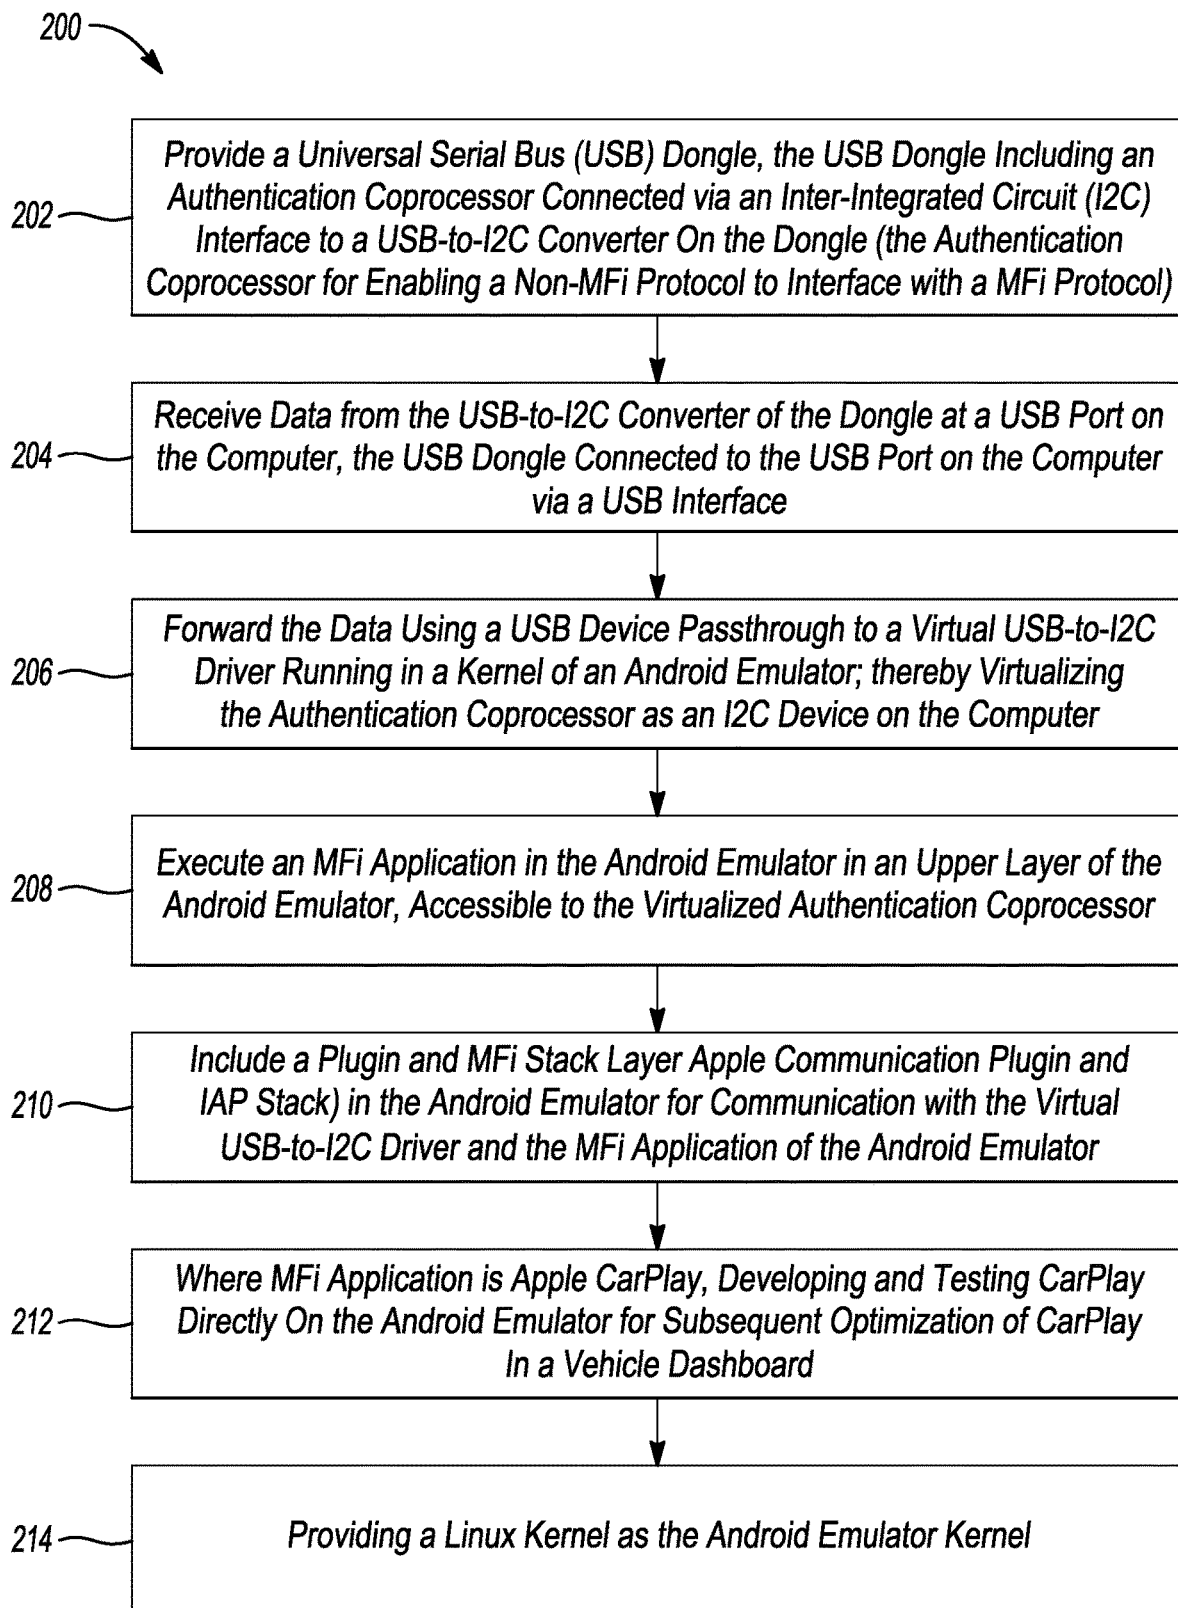 200
202
Provide a Universal Serial Bus (USB) Dongle, the USB Dongle Including an
Authentication Coprocessor Connected via an Inter-Integrated Circuit (I2C)
Interface to a USB-to-I2C Converter On the Dongle (the Authentication
Coprocessor for Enabling a Non-MFi Protocol to Interface with a MFi Protocol)
204
Receive Data from the USB-to-I2C Converter of the Dongle at a USB Port on
the Computer, the USB Dongle Connected to the USB Port on the Computer
via a USB Interface
206
Forward the Data Using a USB Device Passthrough to a Virtual USB-to-I2C
Driver Running in a Kernel of an Android Emulator; thereby Virtualizing
the Authentication Coprocessor as an I2C Device on the Computer
208
Execute an MFi Application in the Android Emulator in an Upper Layer of the
Android Emulator, Accessible to the Virtualized Authentication Coprocessor
210
Include a Plugin and MFi Stack Layer Apple Communication Plugin and
IAP Stack) in the Android Emulator for Communication with the Virtual
USB-to-I2C Driver and the MFi Application of the Android Emulator
212
Where MFi Application is Apple CarPlay, Developing and Testing CarPlay
Directly On the Android Emulator for Subsequent Optimization of CarPlay
In a Vehicle Dashboard
214
Providing a Linux Kernel as the Android Emulator Kernel